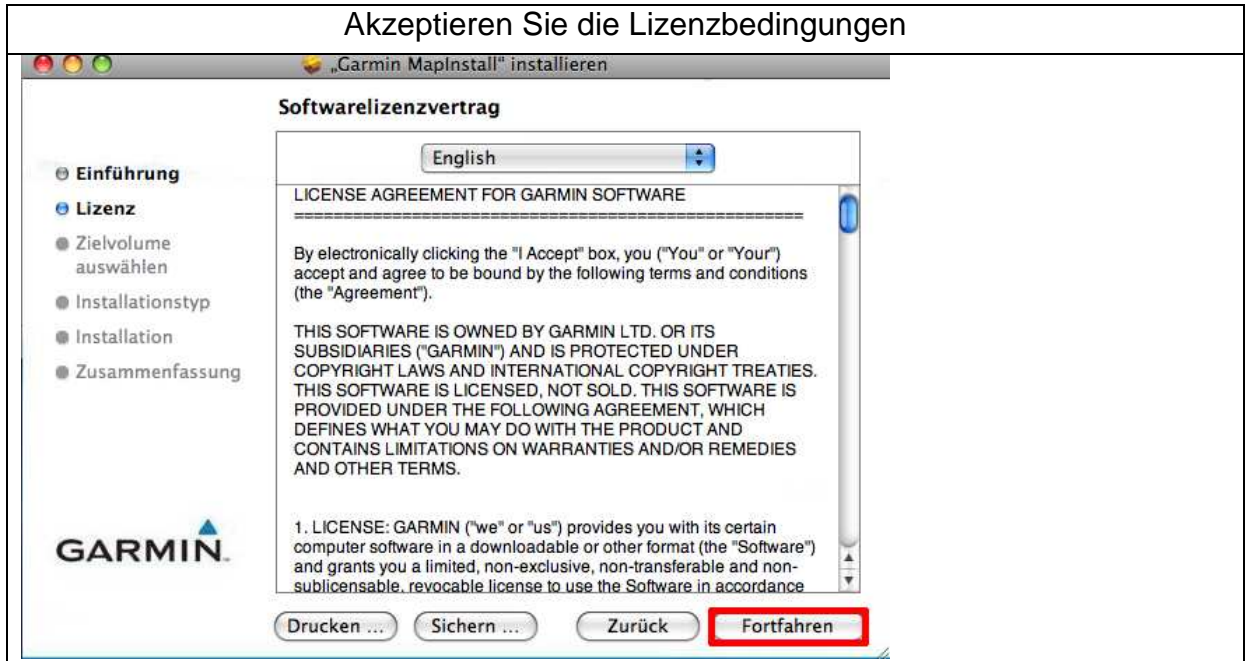 Akzeptieren Sie die Lizenzbedingungen
„Garmin MapInstall“ installieren
Softwarelizenzvertrag
Einführung
Lizenz
Zielvolume
auswählen
Installationstyp
Installation
Zusammenfassung
GARMIN.
English
LICENSE AGREEMENT FOR GARMIN SOFTWARE
====================================================
By electronically clicking the "I Accept" box, you ("You" or "Your")
accept and agree to be bound by the following terms and conditions
(the "Agreement").
THIS SOFTWARE IS OWNED BY GARMIN LTD. OR ITS
SUBSIDIARIES ("GARMIN") AND IS PROTECTED UNDER
COPYRIGHT LAWS AND INTERNATIONAL COPYRIGHT TREATIES.
THIS SOFTWARE IS LICENSED, NOT SOLD. THIS SOFTWARE IS
PROVIDED UNDER THE FOLLOWING AGREEMENT, WHICH
DEFINES WHAT YOU MAY DO WITH THE PRODUCT AND
CONTAINS LIMITATIONS ON WARRANTIES AND/OR REMEDIES
AND OTHER TERMS.
1. LICENSE: GARMIN ("we" or "us") provides you with its certain
computer software in a downloadable or other format (the "Software")
and grants you a limited, non-exclusive, non-transferable and non-
sublicensable, revocable license to use the Software in accordance
Drucken ...
Sichern ...
Zurück
Fortfahren